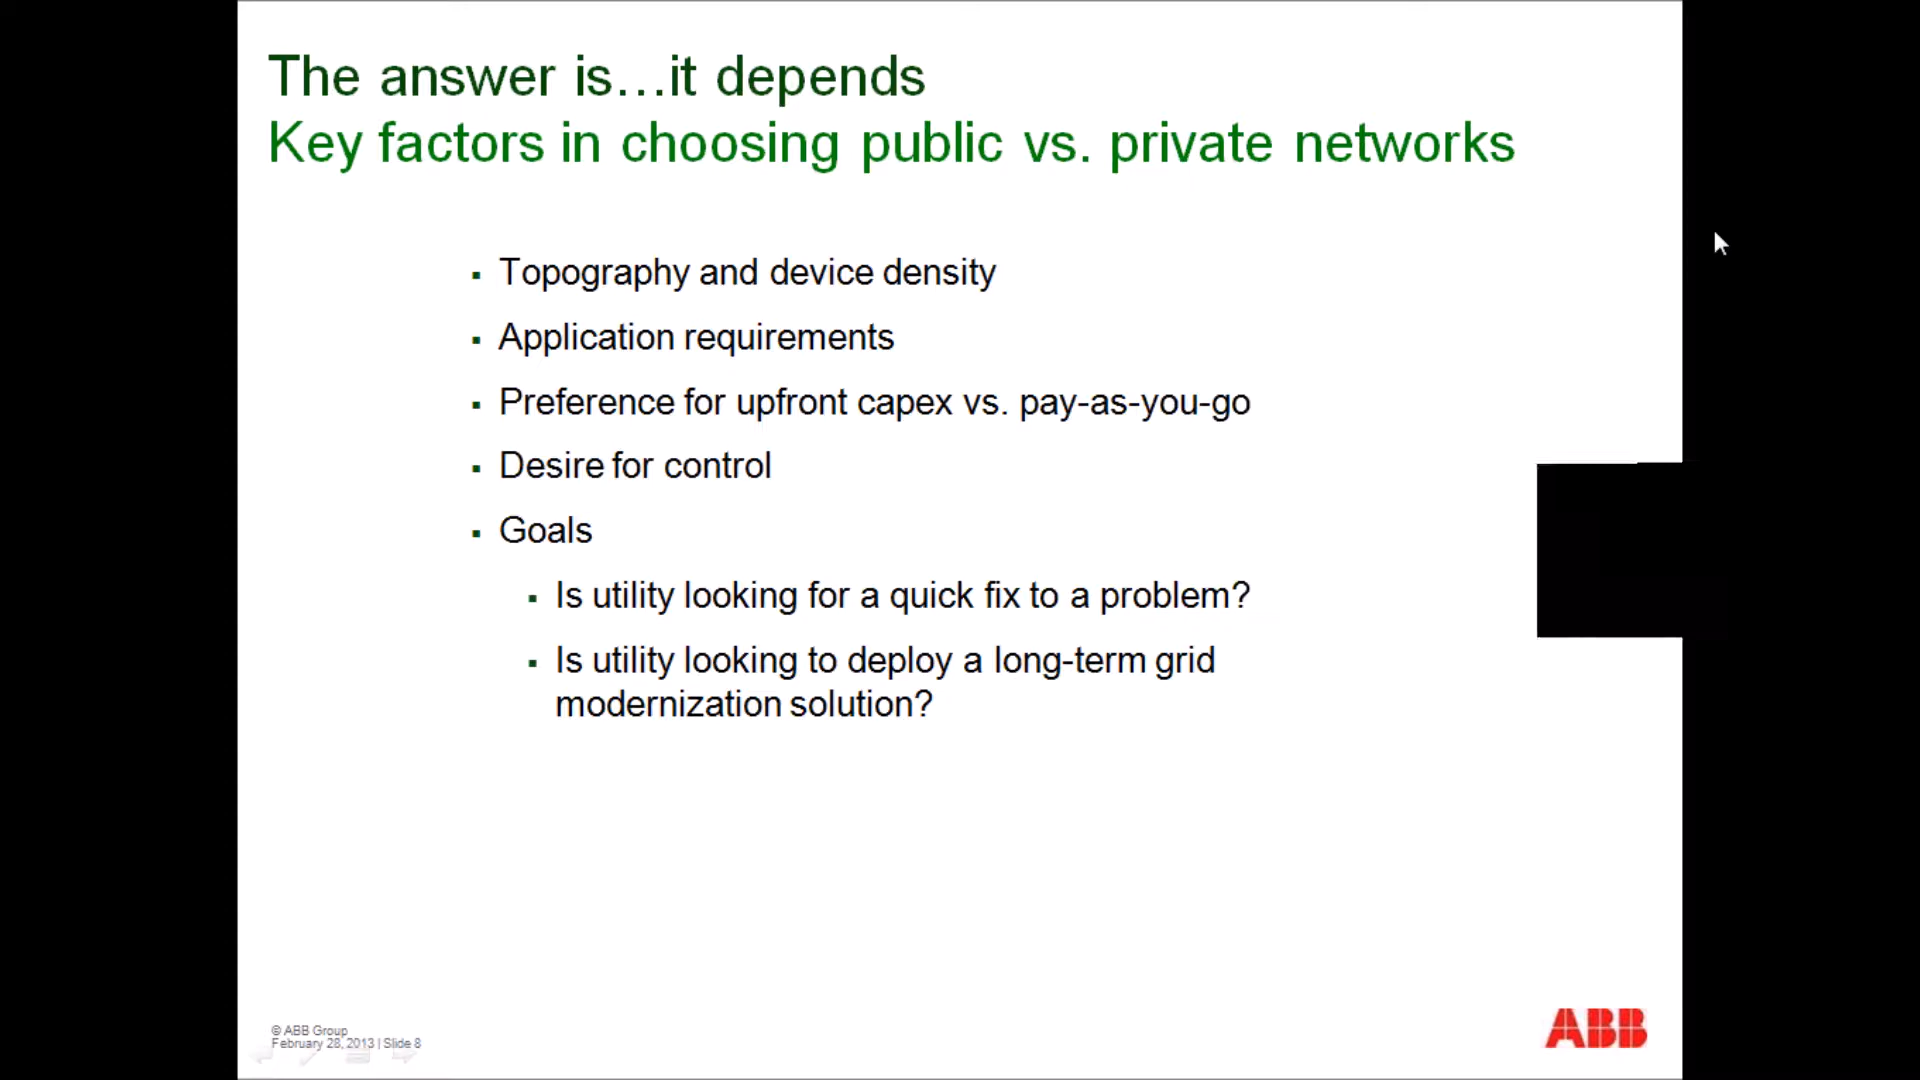 The answer is…it depends
Key factors in choosing public vs. private networks
▪ Topography and device density
▪ Application requirements
▪ Preference for upfront capex vs. pay-as-you-go
▪ Desire for control
▪ Goals
▪ Is utility looking for a quick fix to a problem?
▪ Is utility looking to deploy a long-term grid
modernization solution?
© ABB Group
February 28, 2013 | Slide 8
ABB